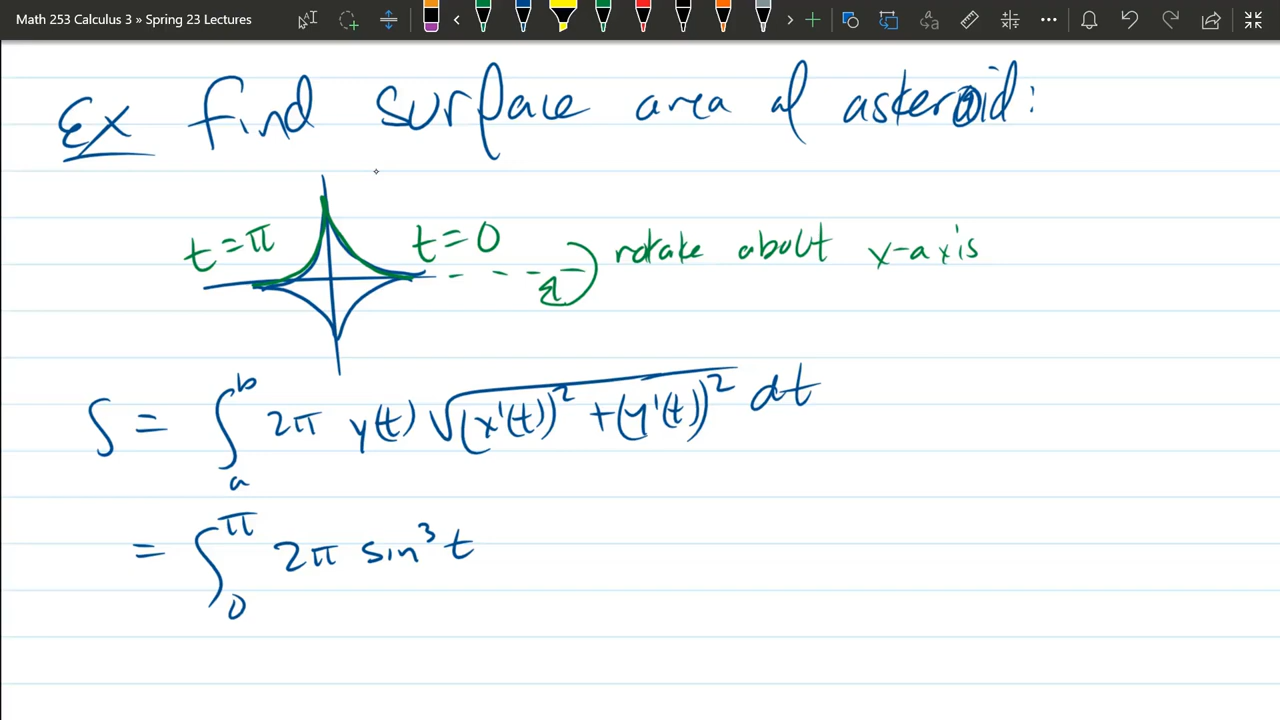 Math 253 Calculus 3 » Spring 23 Lectures
Ex find surface area of asteroid:
t = π t = 0 rotate about x-axis
S = ∫_a^b 2π y(t) √((x'(t))² + (y'(t))²) dt
= ∫_0^π 2π sin³ t